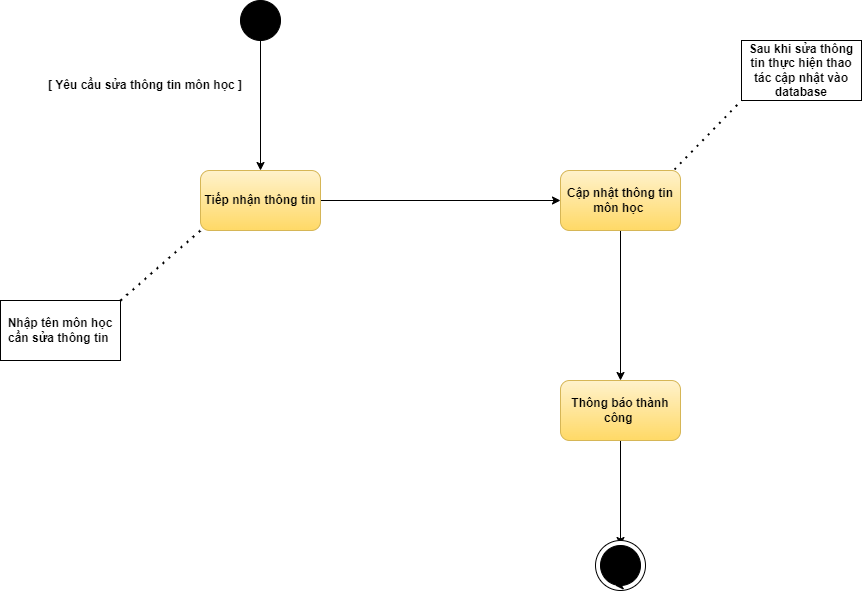 [ Yêu cầu sửa thông tin môn học ]
Sau khi sửa thông
tin thực hiện thao
tác cập nhật vào
database
Tiếp nhận thông tin
Cập nhật thông tin
môn học
Nhập tên môn học
cần sửa thông tin
Thông báo thành
công